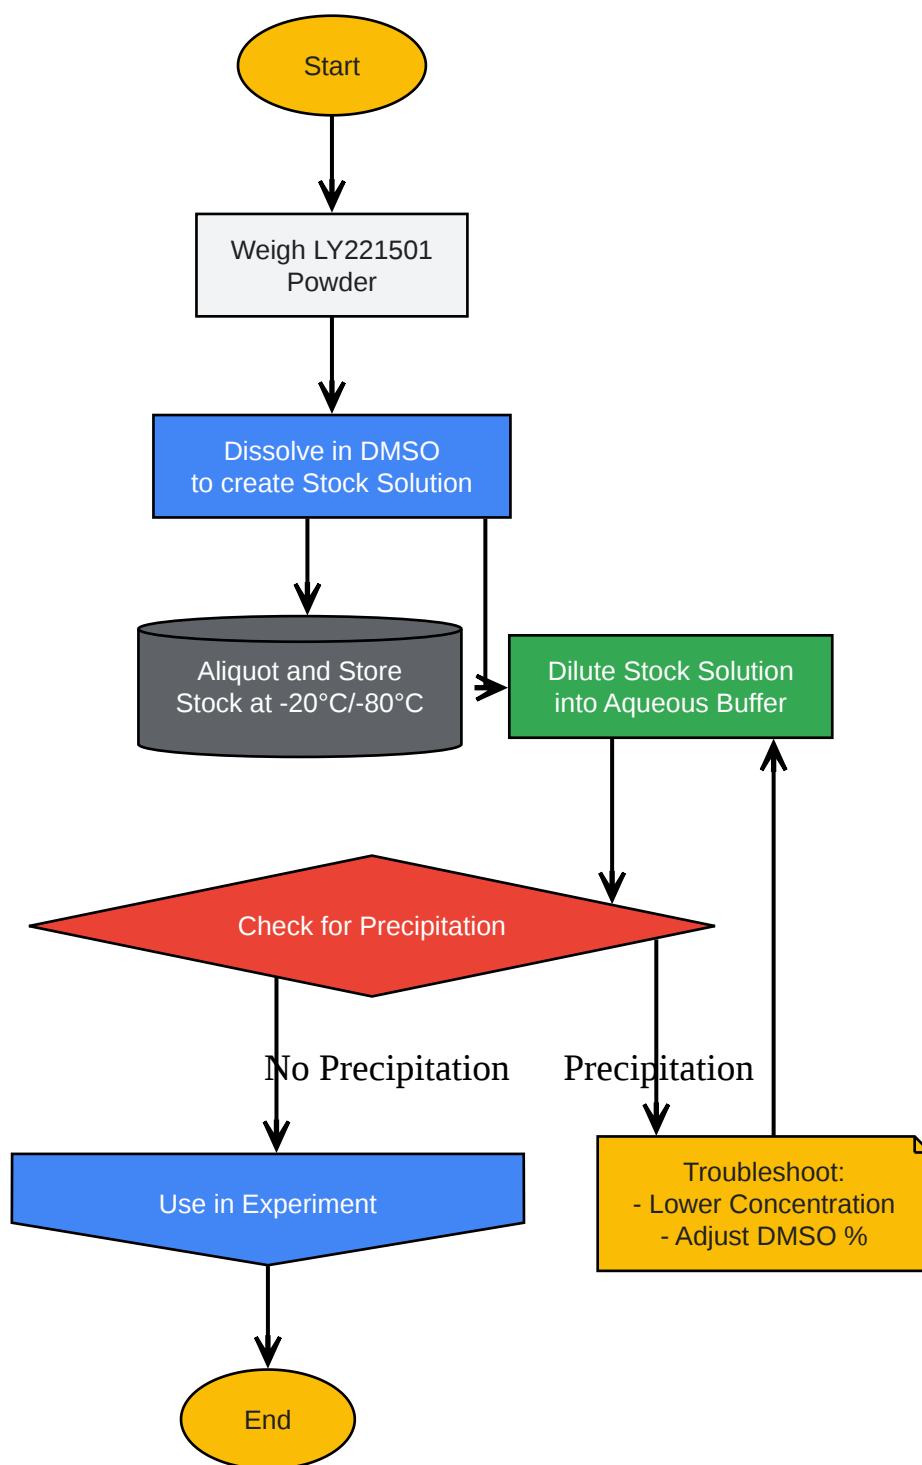 Start
Weigh LY221501
Powder
Dissolve in DMSO
to create Stock Solution
Aliquot and Store
Stock at -20°C/-80°C
Dilute Stock Solution
into Aqueous Buffer
Check for Precipitation
No Precipitation
Precipitation
Use in Experiment
Troubleshoot:
- Lower Concentration
- Adjust DMSO %
End